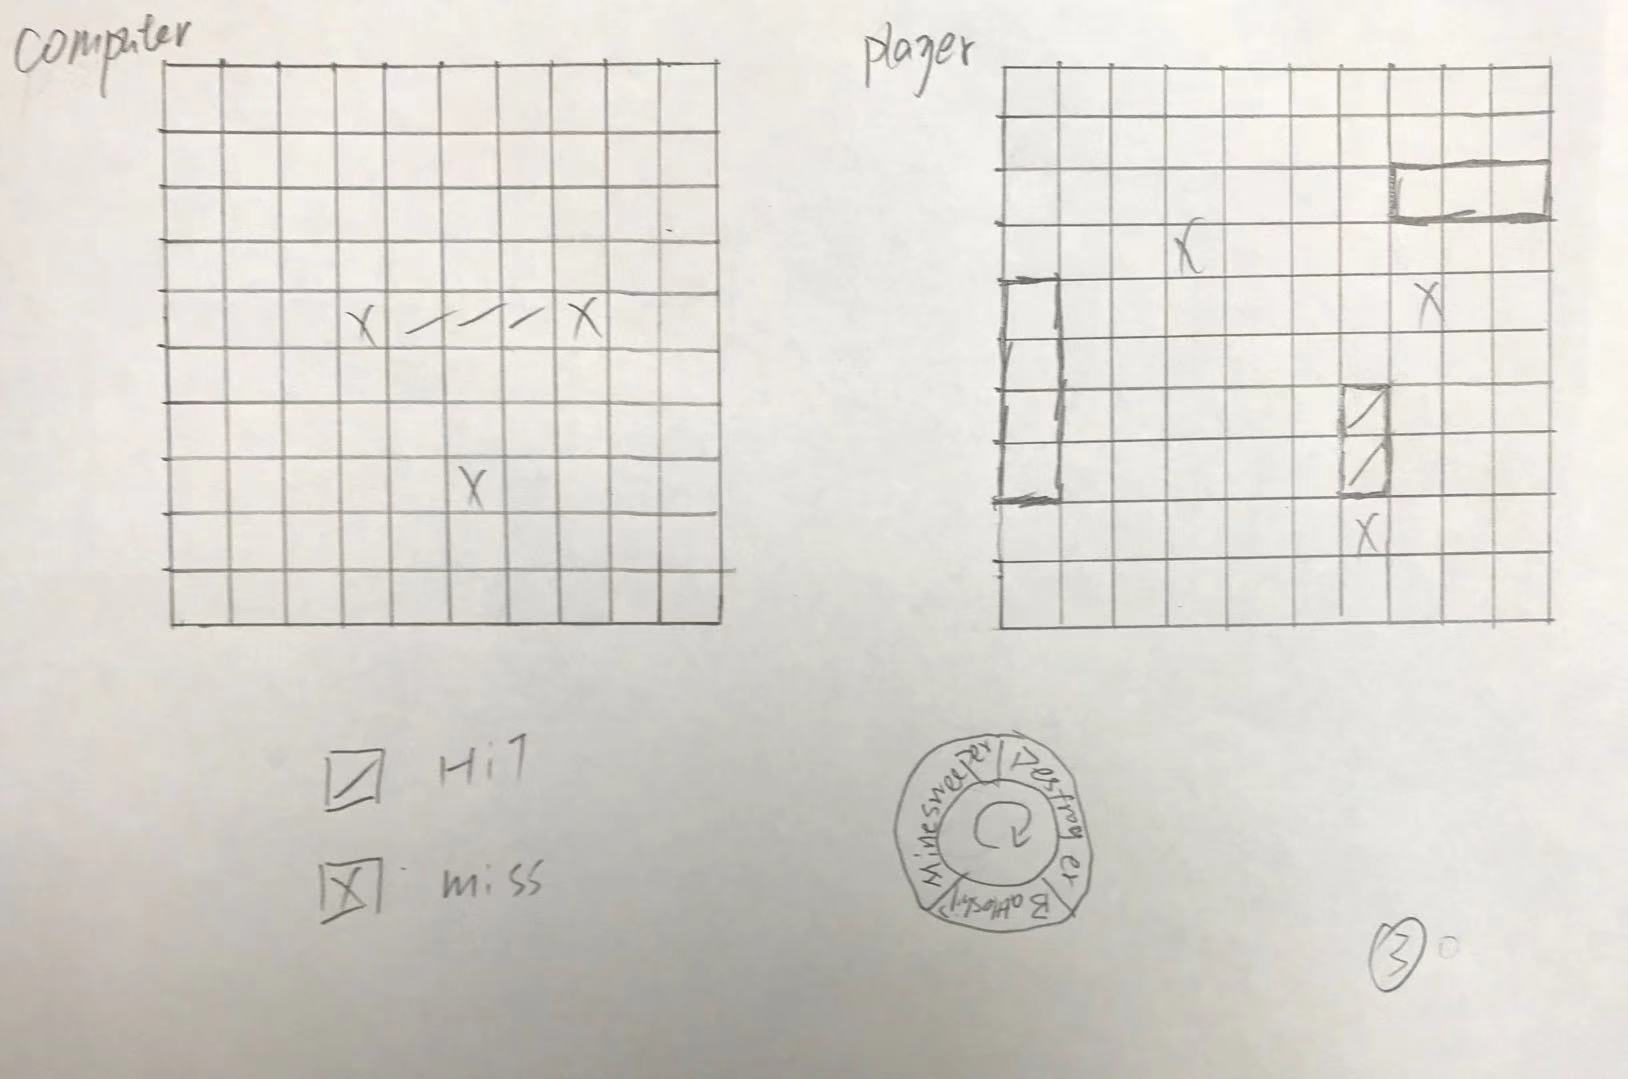 computer
player
X X
X
X
X
X
X
Hit
X miss
Minesweeper
Destroyer
Battleship
3